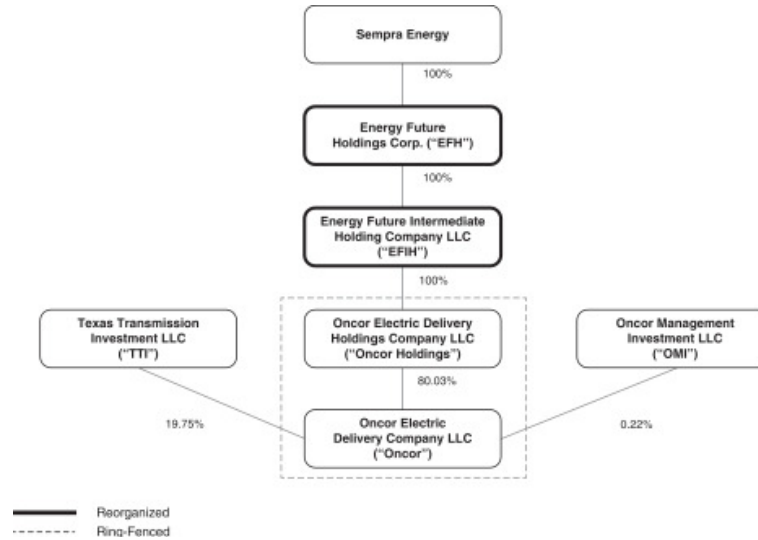 Sempra Energy
100%
Energy Future
Holdings Corp. (“EFH”)
100%
Energy Future Intermediate
Holding Company LLC
(“EFIH”)
100%
Texas Transmission
Investment LLC
(“TTI”)
Oncor Electric Delivery
Holdings Company LLC
(“Oncor Holdings”)
Oncor Management
Investment LLC
(“OMI”)
80.03%
19.75%
0.22%
Oncor Electric
Delivery Company LLC
(“Oncor”)
Reorganized
Ring-Fenced